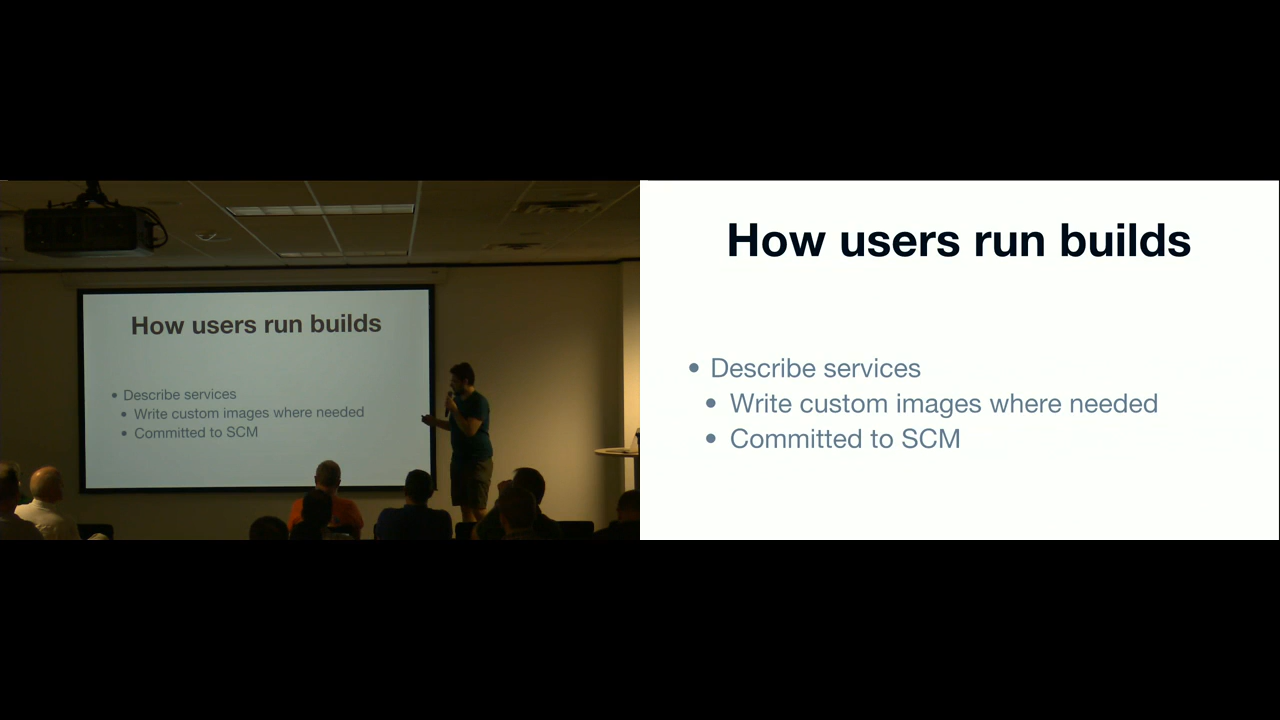 How users run builds
• Describe services
• Write custom images where needed
• Committed to SCM
How users run builds
• Describe services
• Write custom images where needed
• Committed to SCM